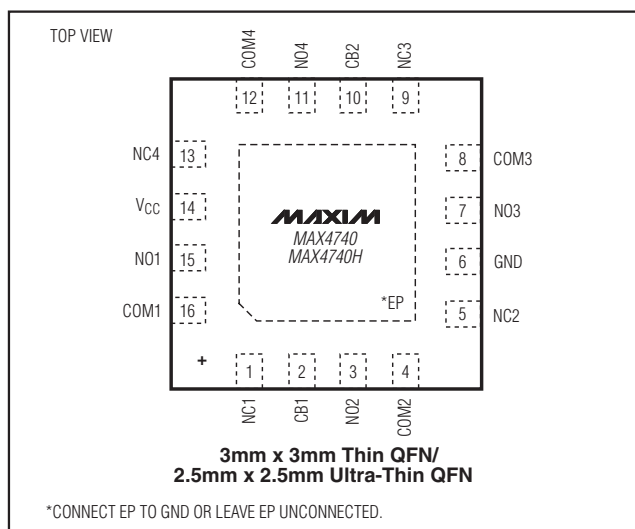 TOP VIEW
COM4
NO4
CB2
NC3
12
11
10
9
NC4
13
8
COM3
VCC
14
7
NO3
NO1
15
6
GND
COM1
16
5
NC2
MAXIM
MAX4740
MAX4740H
*EP
+
1
2
3
4
NC1
CB1
NO2
COM2
3mm x 3mm Thin QFN/
2.5mm x 2.5mm Ultra-Thin QFN
*CONNECT EP TO GND OR LEAVE EP UNCONNECTED.